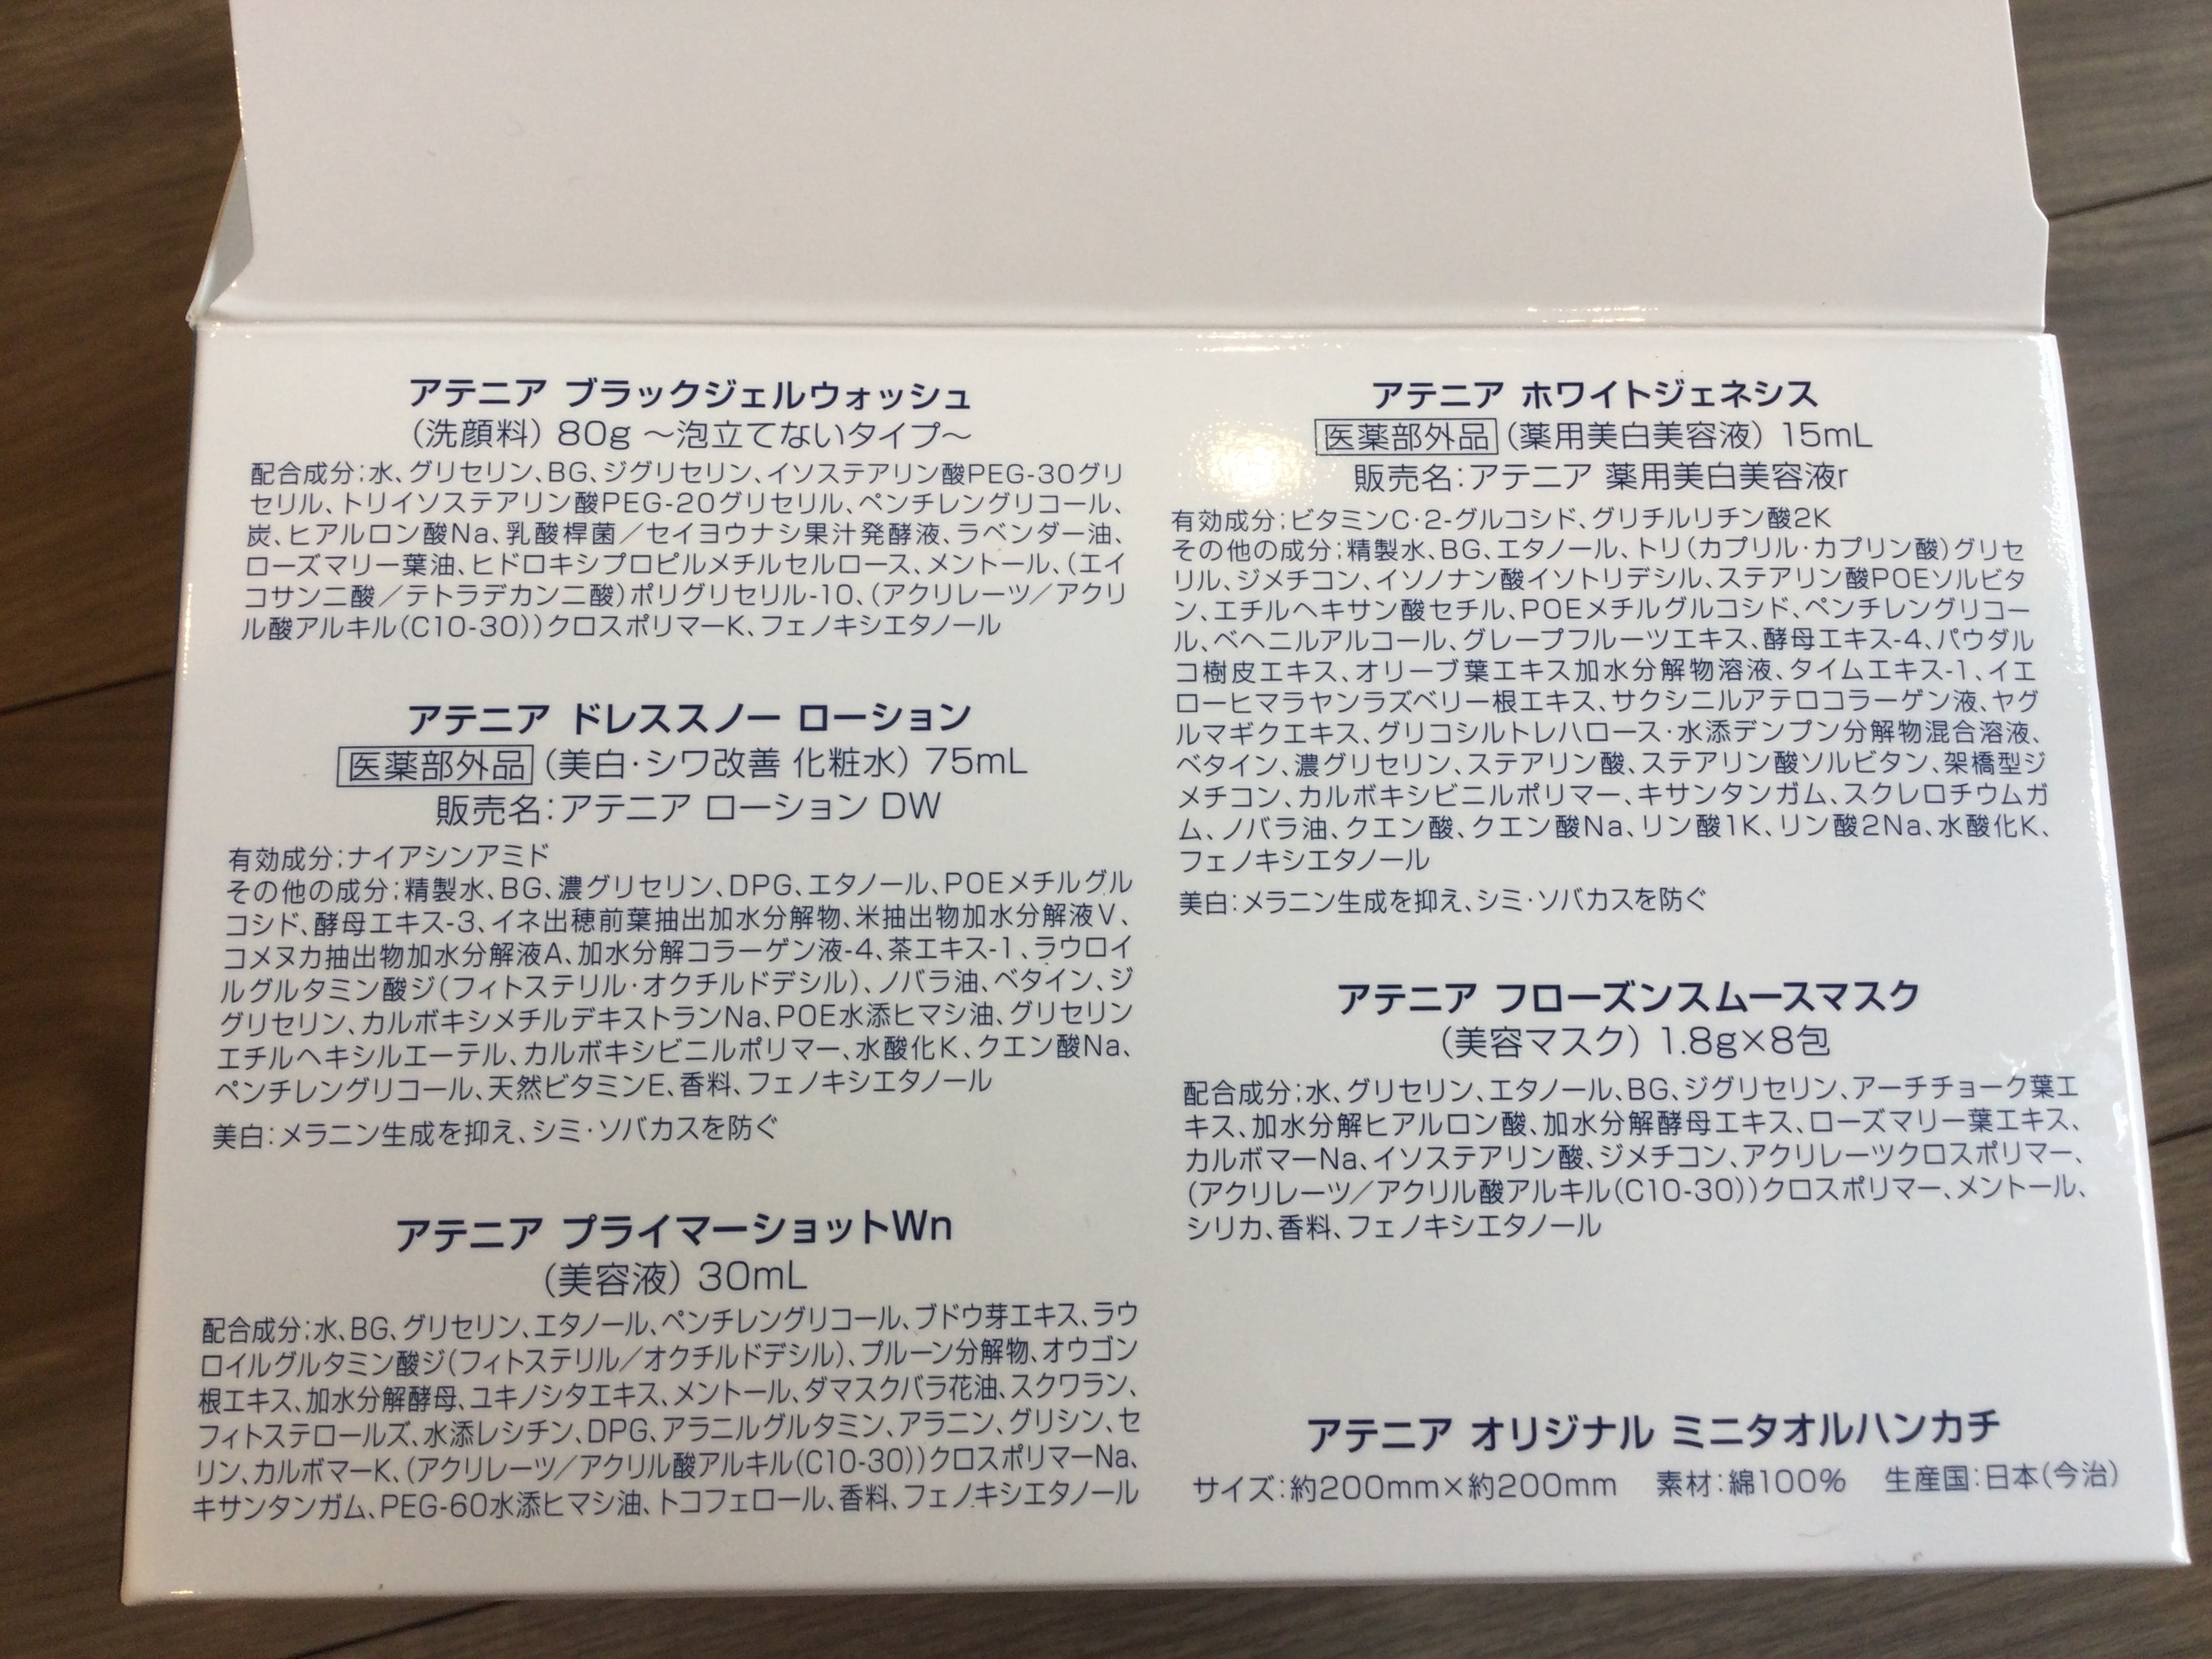 アテニア ブラックジェルウォッシュ
（洗顔料）80g ～泡立てないタイプ～
配合成分：水、グリセリン、BG、ジグリセリン、イソステアリン酸PEG-30グリ
セリル、トリイソステアリン酸PEG-20グリセリル、ペンチレングリコール、
炭、ヒアルロン酸Na、乳酸桿菌／セイヨウナシ果汁発酵液、ラベンダー油、
ローズマリー葉油、ヒドロキシプロピルメチルセルロース、メントール、（エイ
コサン二酸／テトラデカン二酸）ポリグリセリル-10、（アクリレーツ／アクリ
ル酸アルキル（C10-30））クロスポリマーK、フェノキシエタノール
アテニア ドレススノー ローション
医薬部外品（美白・シワ改善 化粧水）75mL
販売名：アテニア ローション DW
有効成分：ナイアシンアミド
その他の成分：精製水、BG、濃グリセリン、DPG、エタノール、POEメチルグル
コシド、酵母エキス-3、イネ出穂前葉抽出加水分解物、米抽出物加水分解液V、
コメヌカ抽出物加水分解液A、加水分解コラーゲン液-4、茶エキス-1、ラウロイ
ルグルタミン酸ジ（フィトステリル・オクチルドデシル）、ノバラ油、ベタイン、ジ
グリセリン、カルボキシメチルデキストランNa、POE水添ヒマシ油、グリセリン
エチルヘキシルエーテル、カルボキシビニルポリマー、水酸化K、クエン酸Na、
ペンチレングリコール、天然ビタミンE、香料、フェノキシエタノール
美白：メラニン生成を抑え、シミ・ソバカスを防ぐ
アテニア プライマーショットWn
（美容液）30mL
配合成分：水、BG、グリセリン、エタノール、ペンチレングリコール、ブドウ芽エキス、ラウ
ロイルグルタミン酸ジ（フィトステリル／オクチルドデシル）、プルーン分解物、オウゴン
根エキス、加水分解酵母、ユキノシタエキス、メントール、ダマスクバラ花油、スクワラン、
フィトステロールズ、水添レシチン、DPG、アラニルグルタミン、アラニン、グリシン、セ
リン、カルボマーK、（アクリレーツ／アクリル酸アルキル（C10-30））クロスポリマーNa、
キサンタンガム、PEG-60水添ヒマシ油、トコフェロール、香料、フェノキシエタノール
アテニア ホワイトジェネシス
医薬部外品（薬用美白美容液）15mL
販売名：アテニア 薬用美白美容液r
有効成分：ビタミンC・2-グルコシド、グリチルリチン酸2K
その他の成分：精製水、BG、エタノール、トリ（カプリル・カプリン酸）グリセ
リル、ジメチコン、イソノナン酸イソトリデシル、ステアリン酸POEソルビタ
ン、エチルヘキサン酸セチル、POEメチルグルコシド、ペンチレングリコー
ル、ベヘニルアルコール、グレープフルーツエキス、酵母エキス-4、パウダル
コ樹皮エキス、オリーブ葉エキス加水分解物溶液、タイムエキス-1、イエ
ローヒマラヤンラズベリー根エキス、サクシニルアテロコラーゲン液、ヤグ
ルマギクエキス、グリコシルトレハロース・水添デンプン分解物混合溶液、
ベタイン、濃グリセリン、ステアリン酸、ステアリン酸ソルビタン、架橋型ジ
メチコン、カルボキシビニルポリマー、キサンタンガム、スクレロチウムガ
ム、ノバラ油、クエン酸、クエン酸Na、リン酸1K、リン酸2Na、水酸化K、
フェノキシエタノール
美白：メラニン生成を抑え、シミ・ソバカスを防ぐ
アテニア フローズンスムースマスク
（美容マスク）1.8g×8包
配合成分：水、グリセリン、エタノール、BG、ジグリセリン、アーチチョーク葉エ
キス、加水分解ヒアルロン酸、加水分解酵母エキス、ローズマリー葉エキス、
カルボマーNa、イソステアリン酸、ジメチコン、アクリレーツクロスポリマー、
（アクリレーツ／アクリル酸アルキル（C10-30））クロスポリマー、メントール、
シリカ、香料、フェノキシエタノール
アテニア オリジナル ミニタオルハンカチ
サイズ：約200mm×約200mm 素材：綿100% 生産国：日本（今治）